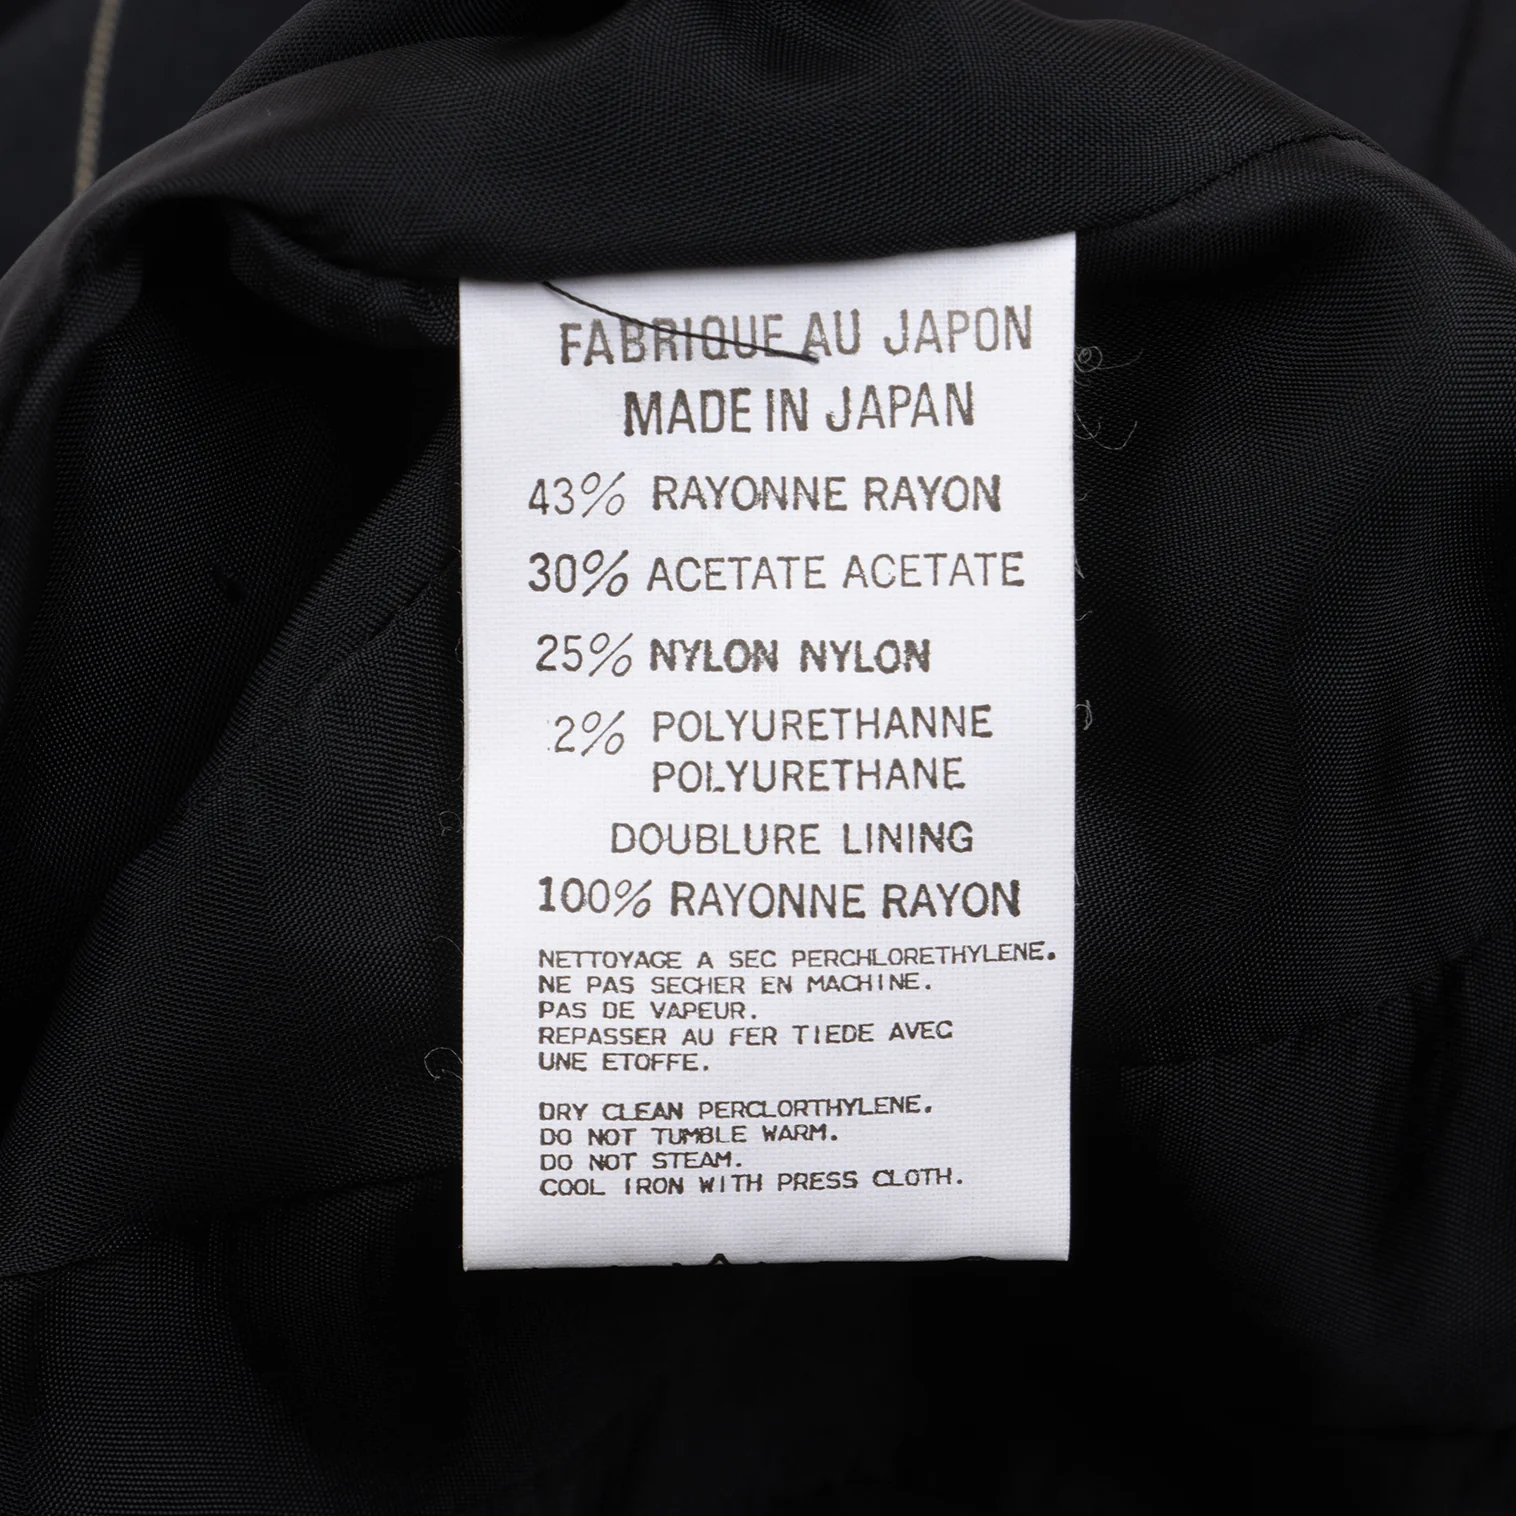 FABRIQUE AU JAPON
MADE IN JAPAN
43% RAYONNE RAYON
30% ACETATE ACETATE
25% NYLON NYLON
2% POLYURETHANNE
POLYURETHANE
DOUBLURE LINING
100% RAYONNE RAYON
NETTOYAGE A SEC PERCHLORETHYLENE.
NE PAS SECHER EN MACHINE.
PAS DE VAPEUR.
REPASSER AU FER TIEDE AVEC
UNE ETOFFE.
DRY CLEAN PERCLORTHYLENE.
DO NOT TUMBLE WARM.
DO NOT STEAM.
COOL IRON WITH PRESS CLOTH.